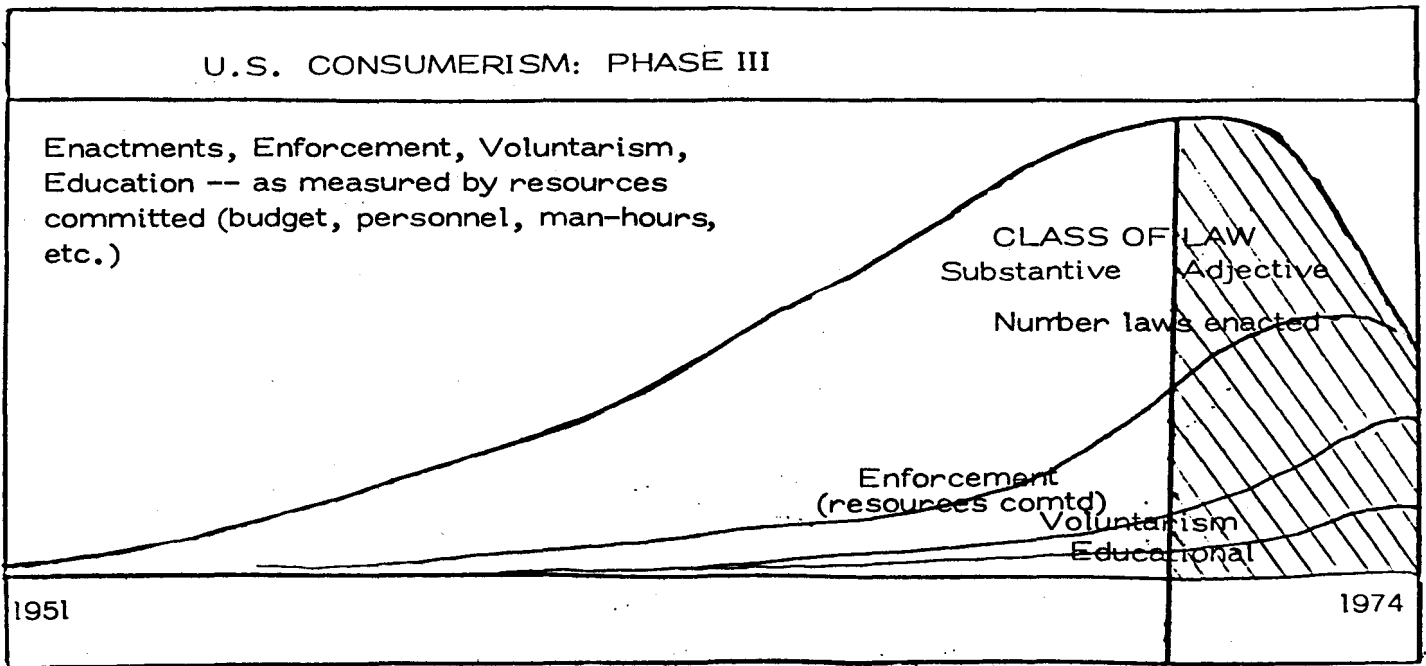 U.S. CONSUMERISM: PHASE III
Enactments, Enforcement, Voluntarism,
Education -- as measured by resources
committed (budget, personnel, man-hours,
etc.)
CLASS OF LAW
Substantive Adjective
Number laws enacted
Enforcement
(resourees comtd)
Voluntarism
Educational
1951
1974